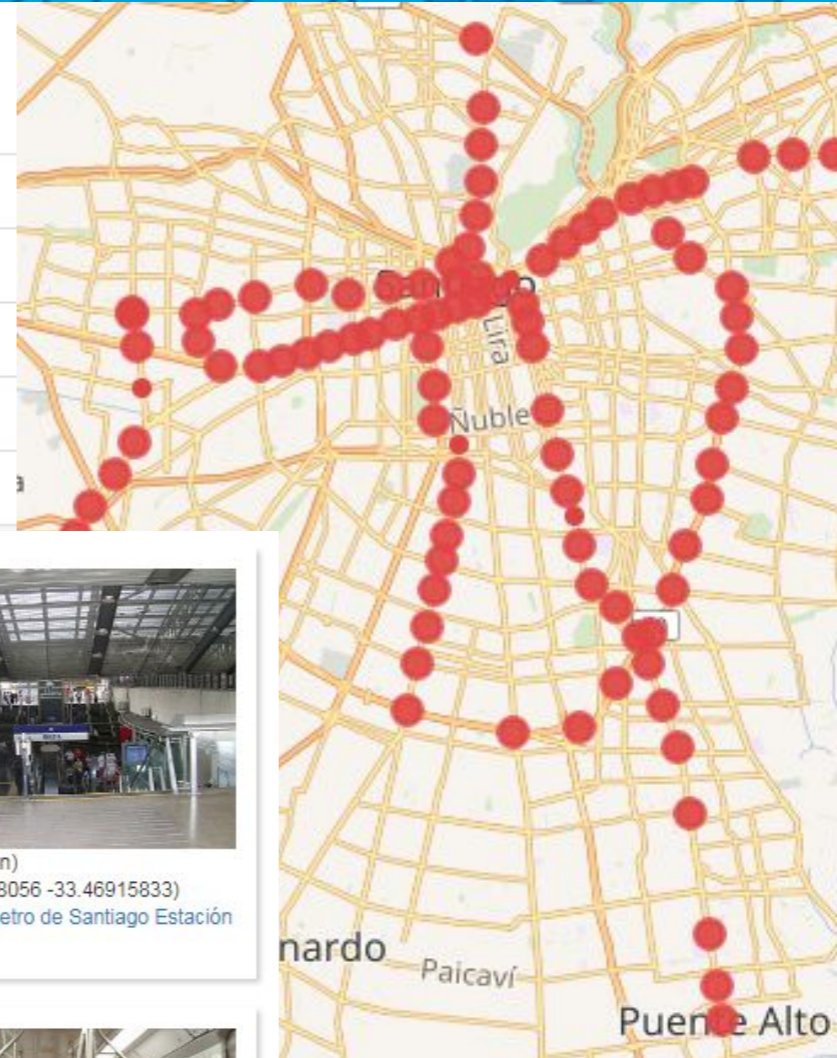 Santiago
Lira
Ñuble
n)
8056 -33.46915833)
etro de Santiago Estación
nardo
Paicaví
Puente Alto